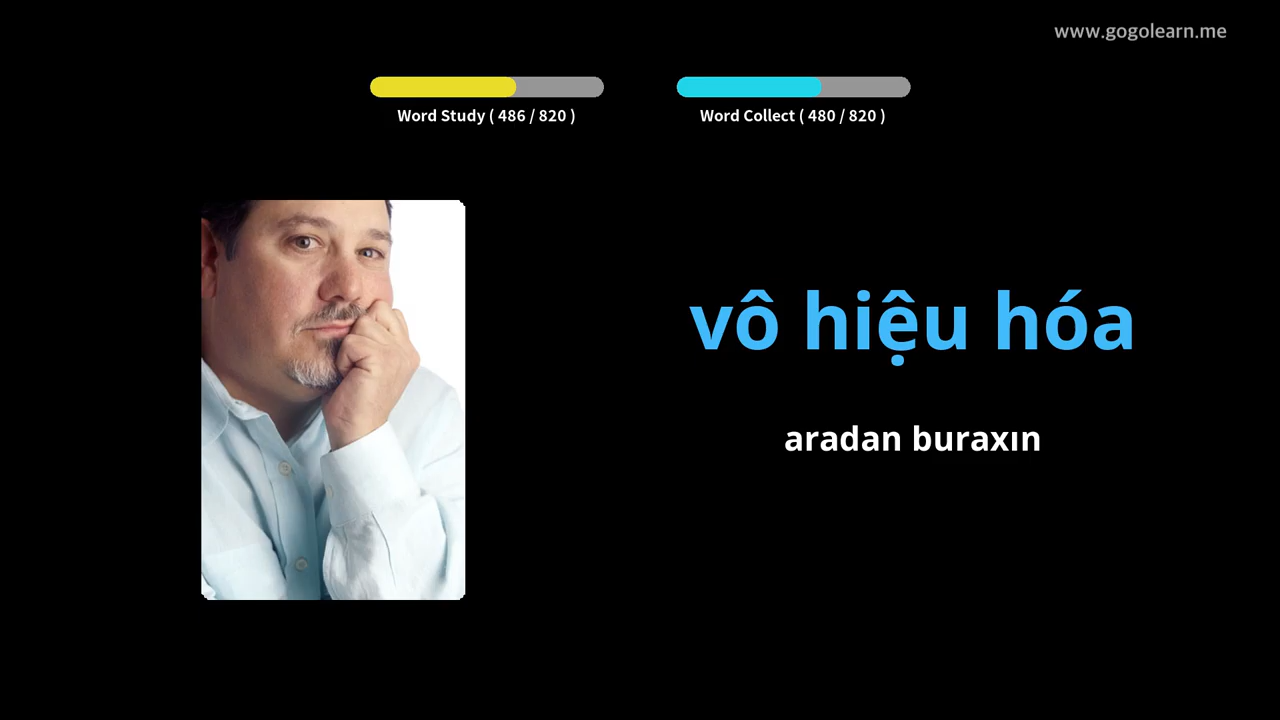 www.gogolearn.me
Word Study ( 486 / 820 )
Word Collect ( 480 / 820 )
vô hiệu hóa
aradan buraxın